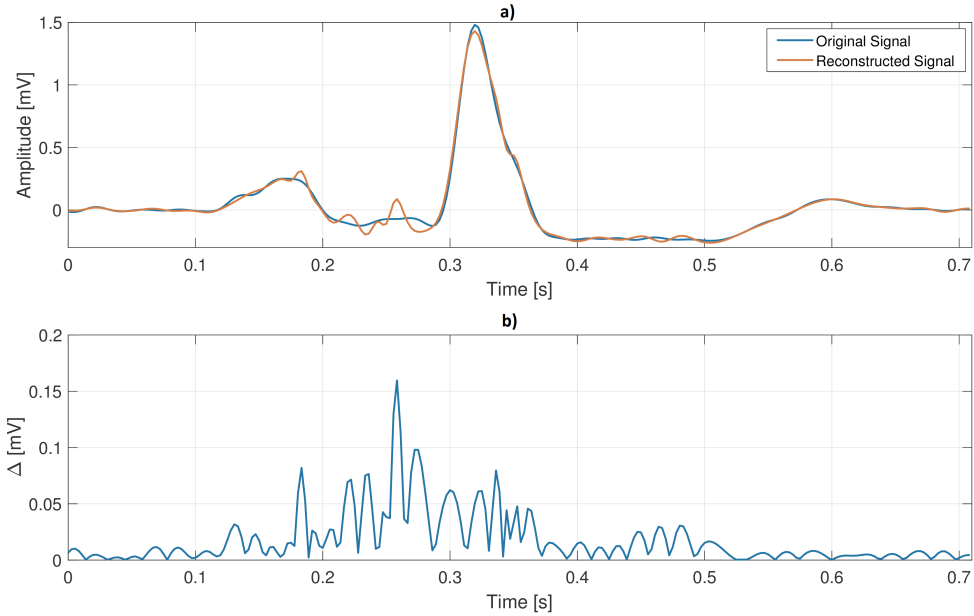 a)
1.5
1
0.5
0
Amplitude [mV]
Original Signal
Reconstructed Signal
0 0.1 0.2 0.3 0.4 0.5 0.6 0.7
Time [s]
b)
0.2
0.15
0.1
0.05
0
Δ [mV]
0 0.1 0.2 0.3 0.4 0.5 0.6 0.7
Time [s]